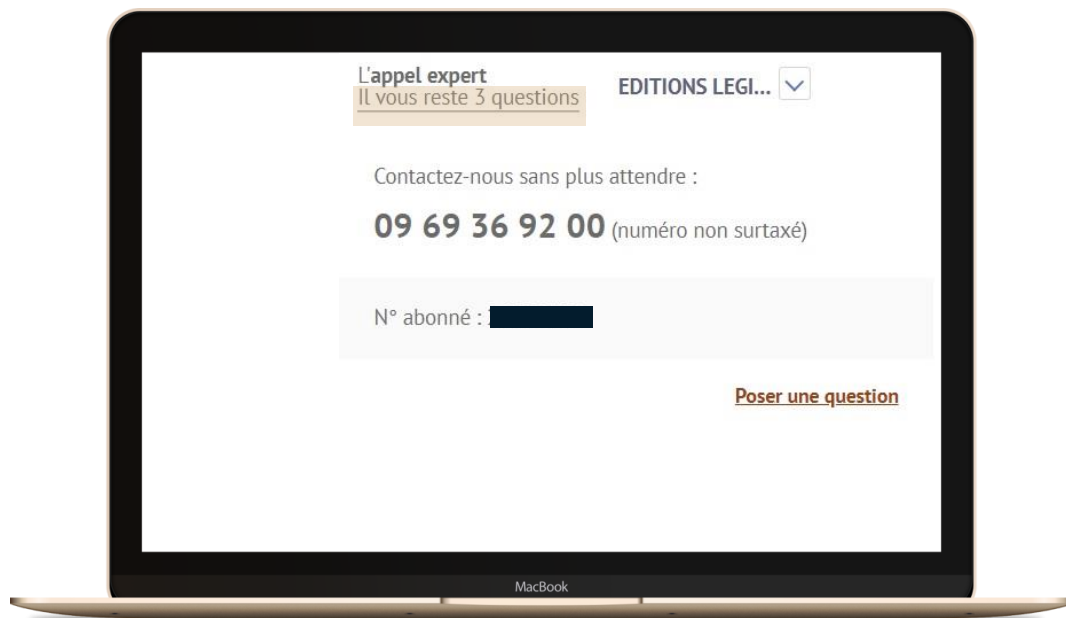 L'appel expert
Il vous reste 3 questions
EDITIONS LEGI...
Contactez-nous sans plus attendre :
09 69 36 92 00 (numéro non surtaxé)
N° abonné :
Poser une question
MacBook